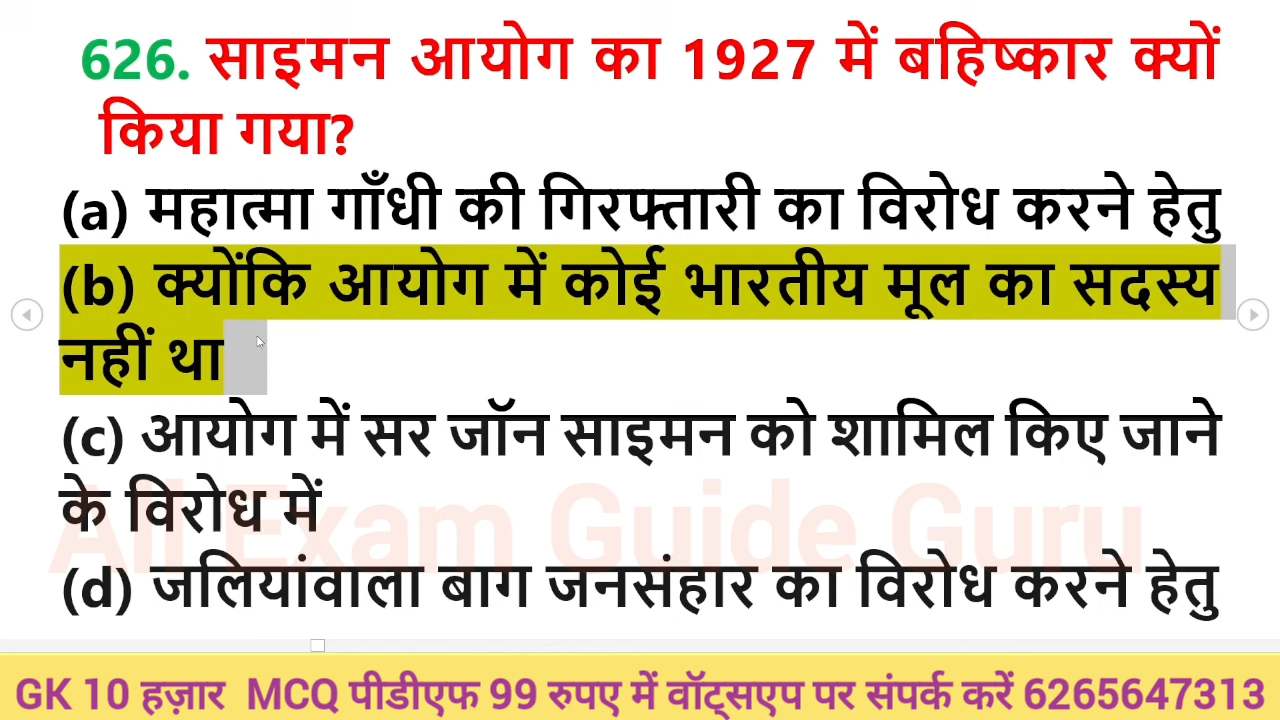 626. साइमन आयोग का 1927 में बहिष्कार क्यों
किया गया?
(a) महात्मा गाँधी की गिरफ्तारी का विरोध करने हेतु
(b) क्योंकि आयोग में कोई भारतीय मूल का सदस्य
नहीं था
(c) आयोग में सर जॉन साइमन को शामिल किए जाने
के विरोध में
All Exam Guide Guru
(d) जलियांवाला बाग जनसंहार का विरोध करने हेतु
GK 10 हज़ार MCQ पीडीएफ 99 रुपए में वॉट्सएप पर संपर्क करें 6265647313